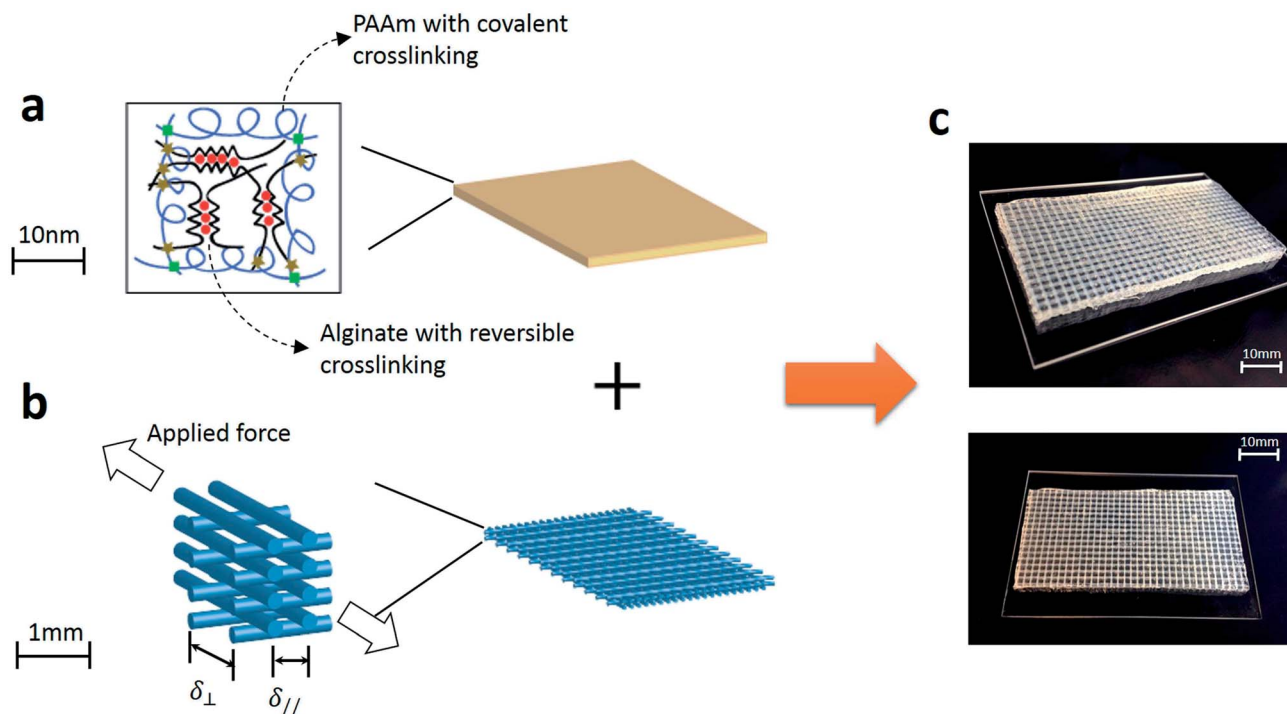 PAAm with covalent
crosslinking
a
10nm
Alginate with reversible
crosslinking
+
b
Applied force
1mm
δ⊥
δ//
c
10mm
10mm